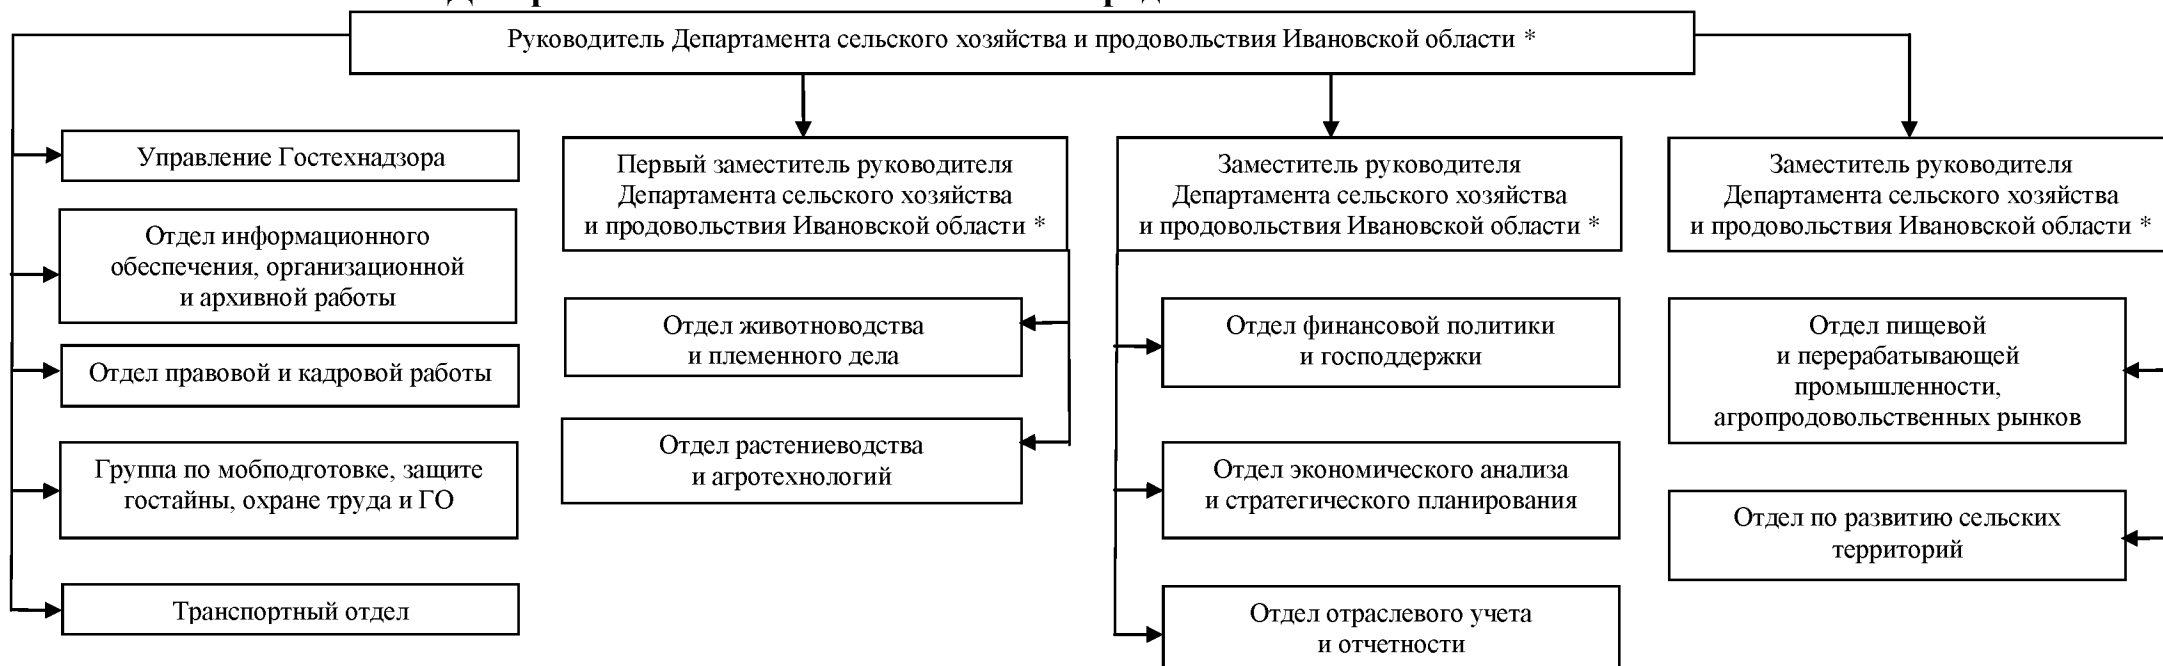 Руководитель Департамента сельского хозяйства и продовольствия Ивановской области *
Управление Гостехнадзора
Отдел информационного
обеспечения, организационной
и архивной работы
Отдел правовой и кадровой работы
Группа по мобподготовке, защите
гостайны, охране труда и ГО
Транспортный отдел
Первый заместитель руководителя
Департамента сельского хозяйства
и продовольствия Ивановской области *
Отдел животноводства
и племенного дела
Отдел растениеводства
и агротехнологий
Заместитель руководителя
Департамента сельского хозяйства
и продовольствия Ивановской области *
Отдел финансовой политики
и господдержки
Отдел экономического анализа
и стратегического планирования
Отдел отраслевого учета
и отчетности
Заместитель руководителя
Департамента сельского хозяйства
и продовольствия Ивановской области *
Отдел пищевой
и перерабатывающей
промышленности,
агропродовольственных рынков
Отдел по развитию сельских
территорий